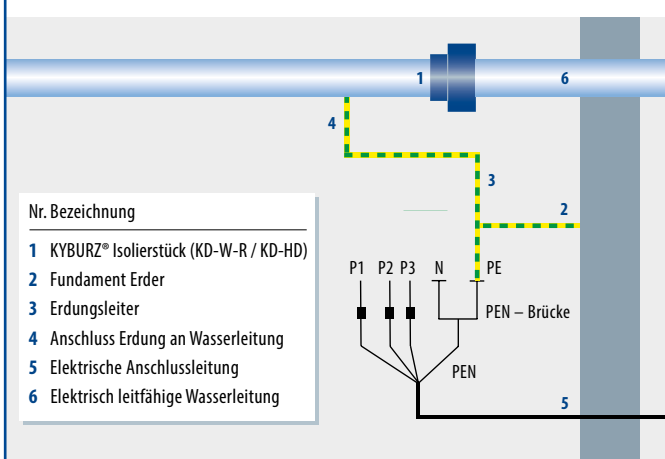 1
6
4
3
2
Nr. Bezeichnung
1 KYBURZ® Isolierstück (KD-W-R / KD-HD)
2 Fundament Erder
3 Erdungsleiter
4 Anschluss Erdung an Wasserleitung
5 Elektrische Anschlussleitung
6 Elektrisch leitfähige Wasserleitung
P1 P2 P3 N PE
PEN – Brücke
PEN
5